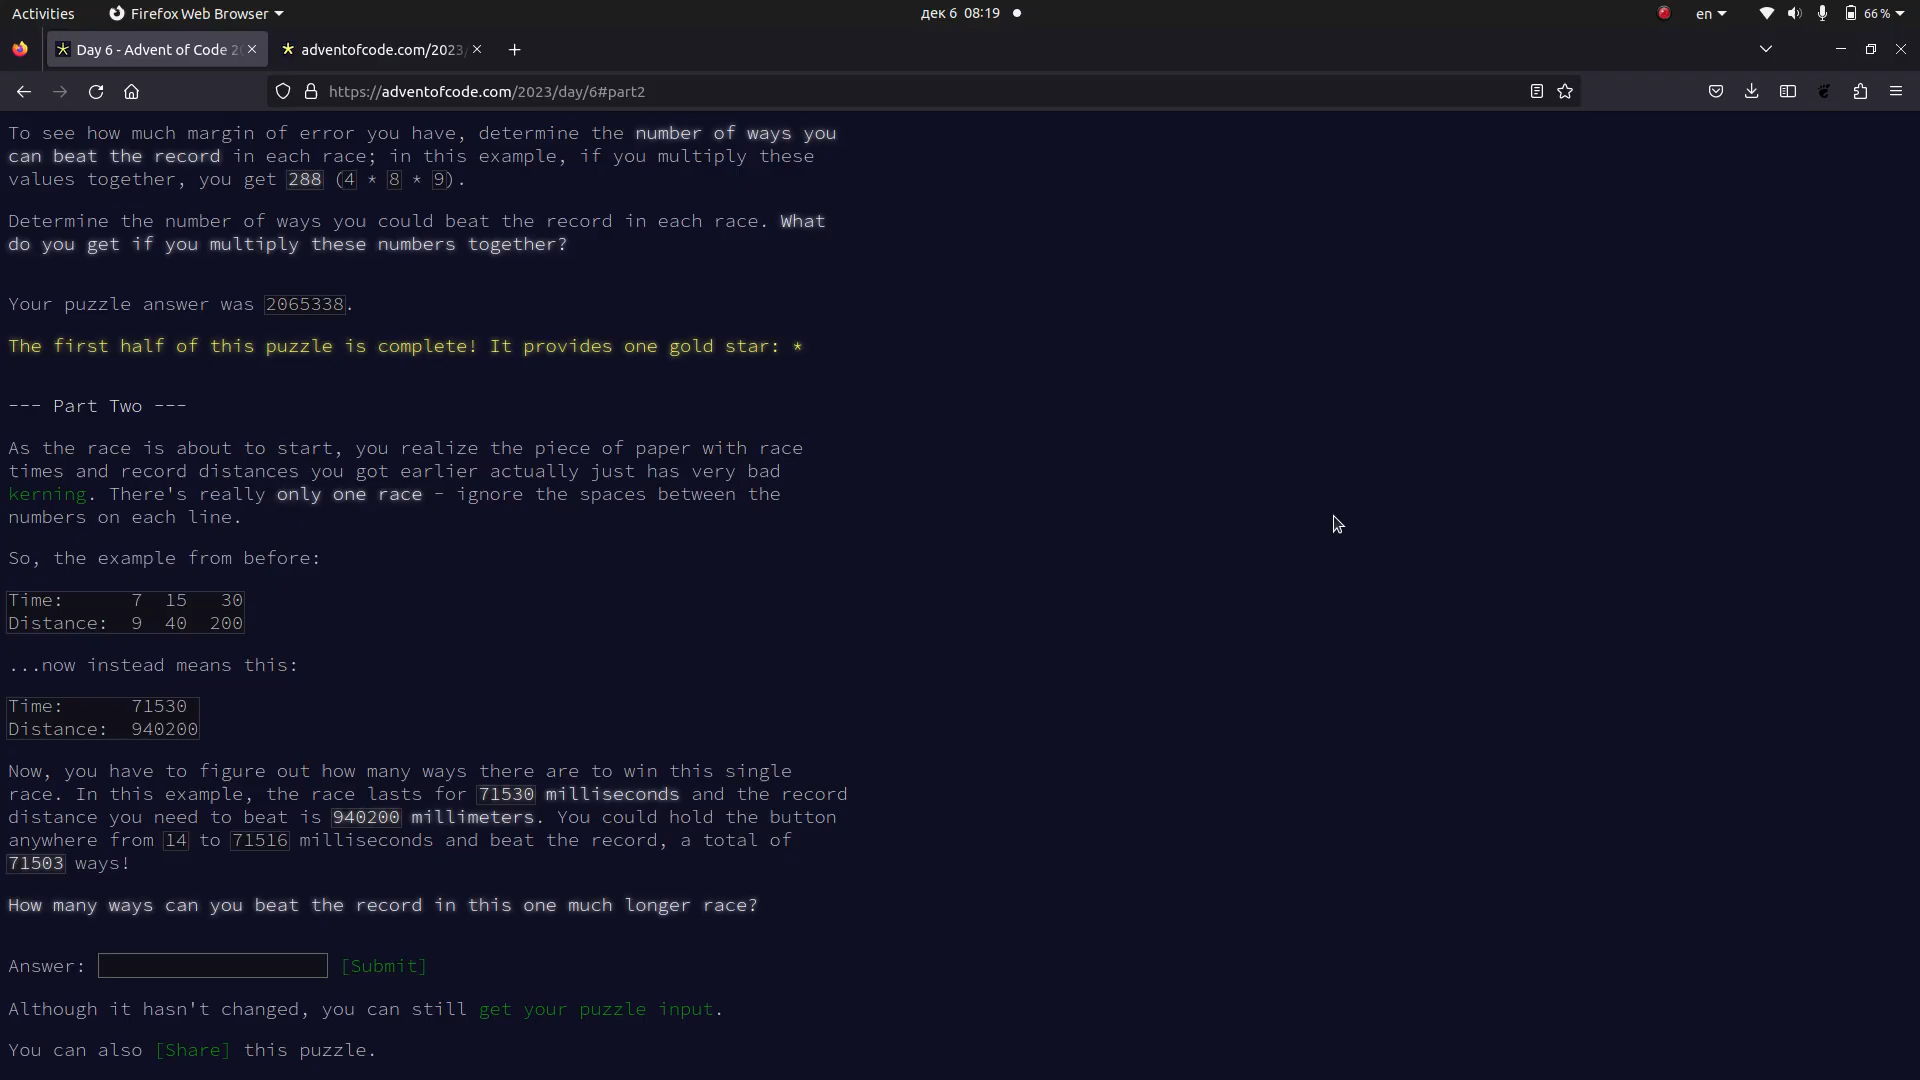 Activities Firefox Web Browser дек 6 08:19 en 66 %
Day 6 - Advent of Code 2 adventofcode.com/2023/
https://adventofcode.com/2023/day/6#part2
To see how much margin of error you have, determine the number of ways you
can beat the record in each race; in this example, if you multiply these
values together, you get 288 (4 * 8 * 9).
Determine the number of ways you could beat the record in each race. What
do you get if you multiply these numbers together?
Your puzzle answer was 2065338.
The first half of this puzzle is complete! It provides one gold star: *
--- Part Two ---
As the race is about to start, you realize the piece of paper with race
times and record distances you got earlier actually just has very bad
kerning. There's really only one race - ignore the spaces between the
numbers on each line.
So, the example from before:
Time:      7  15   30
Distance:  9  40  200
...now instead means this:
Time:      71530
Distance:  940200
Now, you have to figure out how many ways there are to win this single
race. In this example, the race lasts for 71530 milliseconds and the record
distance you need to beat is 940200 millimeters. You could hold the button
anywhere from 14 to 71516 milliseconds and beat the record, a total of
71503 ways!
How many ways can you beat the record in this one much longer race?
Answer: [Submit]
Although it hasn't changed, you can still get your puzzle input.
You can also [Share] this puzzle.